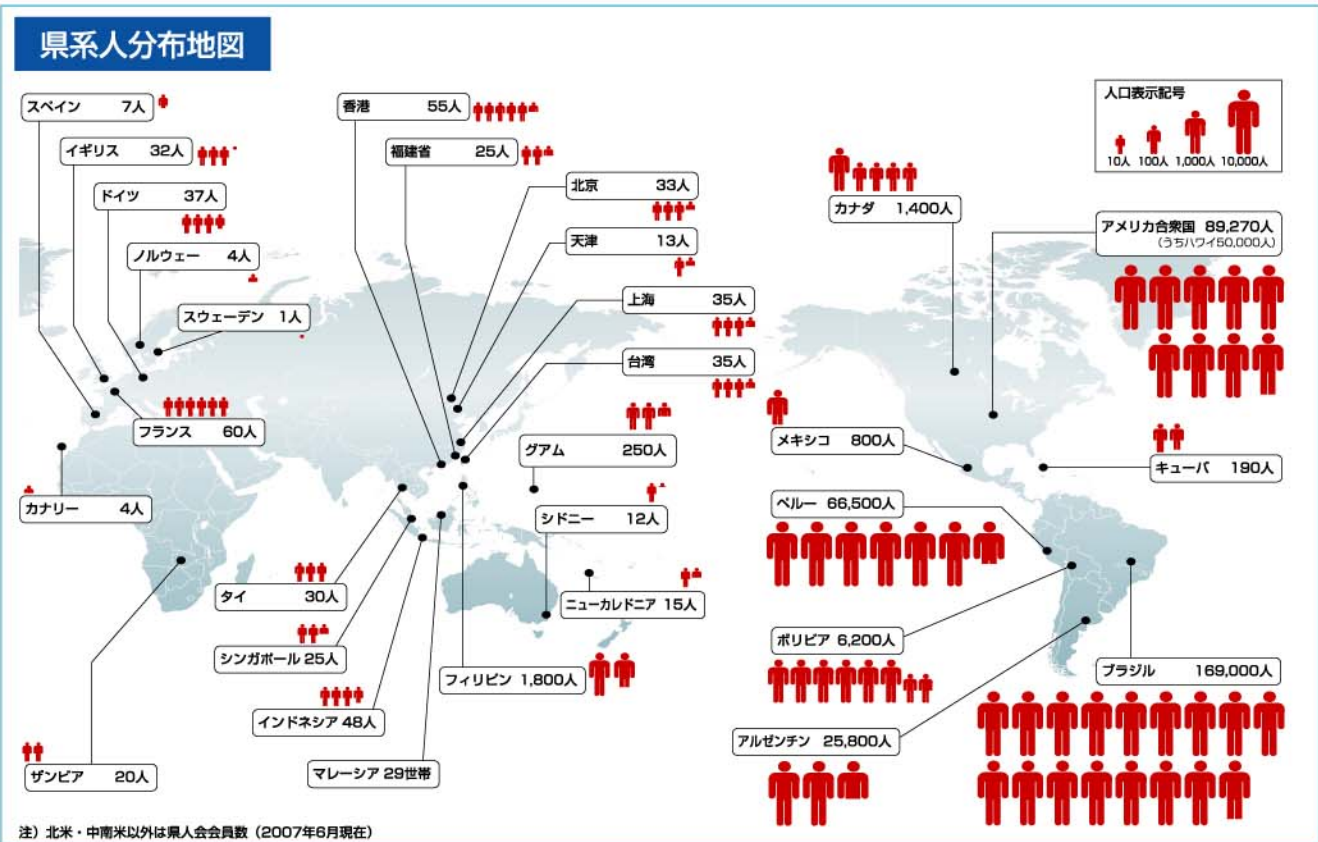 県系人分布地図
スペイン 7人
イギリス 32人
ドイツ 37人
ノルウェー 4人
スウェーデン 1人
フランス 60人
カナリー 4人
ザンビア 20人
香港 55人
福建省 25人
北京 33人
天津 13人
上海 35人
台湾 35人
グアム 250人
シドニー 12人
ニューカレドニア 15人
タイ 30人
シンガポール 25人
インドネシア 48人
マレーシア 29世帯
フィリピン 1,800人
人口表示記号
10人 100人 1,000人 10,000人
カナダ 1,400人
アメリカ合衆国 89,270人
(うちハワイ50,000人)
メキシコ 800人
キューバ 190人
ペルー 66,500人
ボリビア 6,200人
アルゼンチン 25,800人
ブラジル 169,000人
注）北米・中南米以外は県人会会員数（2007年6月現在）